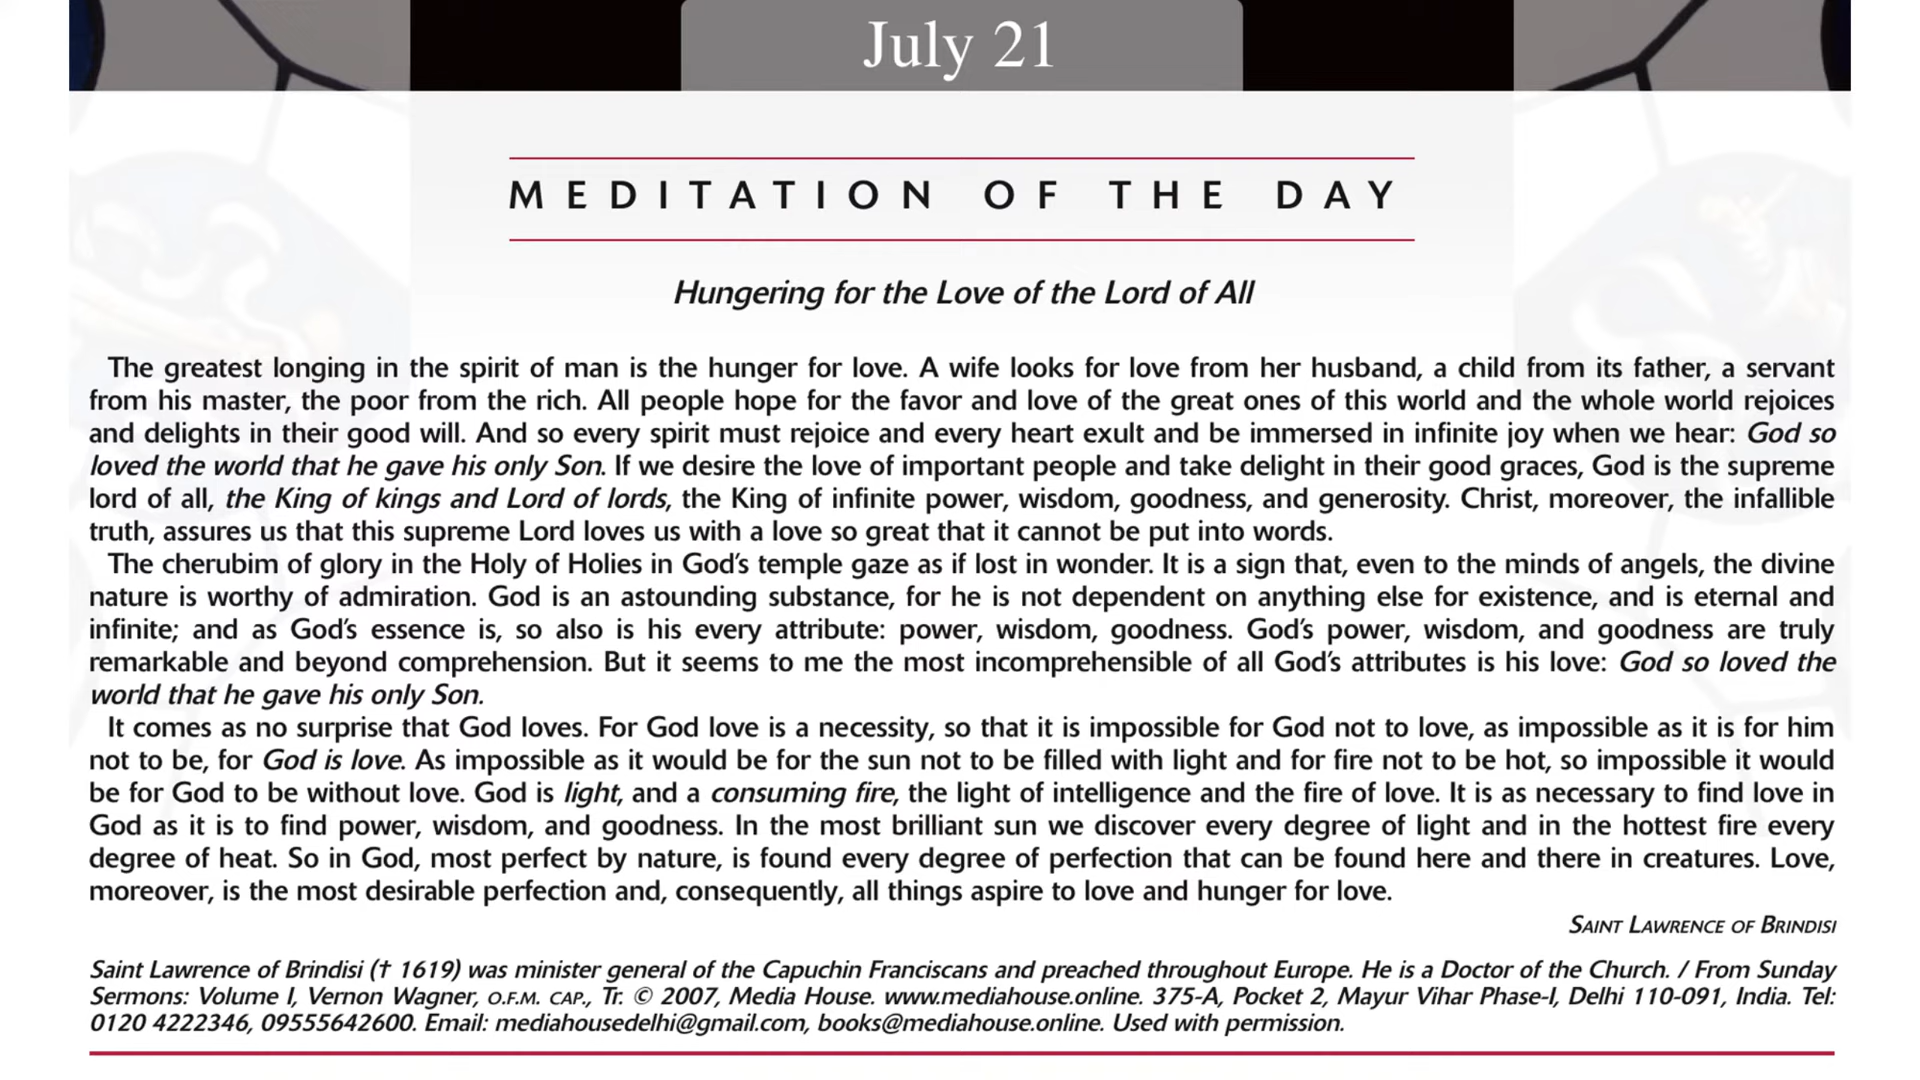 July 21
MEDITATION OF THE DAY
Hungering for the Love of the Lord of All
The greatest longing in the spirit of man is the hunger for love. A wife looks for love from her husband, a child from its father, a servant
from his master, the poor from the rich. All people hope for the favor and love of the great ones of this world and the whole world rejoices
and delights in their good will. And so every spirit must rejoice and every heart exult and be immersed in infinite joy when we hear: God so
loved the world that he gave his only Son. If we desire the love of important people and take delight in their good graces, God is the supreme
lord of all, the King of kings and Lord of lords, the King of infinite power, wisdom, goodness, and generosity. Christ, moreover, the infallible
truth, assures us that this supreme Lord loves us with a love so great that it cannot be put into words.
The cherubim of glory in the Holy of Holies in God's temple gaze as if lost in wonder. It is a sign that, even to the minds of angels, the divine
nature is worthy of admiration. God is an astounding substance, for he is not dependent on anything else for existence, and is eternal and
infinite; and as God's essence is, so also is his every attribute: power, wisdom, goodness. God's power, wisdom, and goodness are truly
remarkable and beyond comprehension. But it seems to me the most incomprehensible of all God's attributes is his love: God so loved the
world that he gave his only Son.
It comes as no surprise that God loves. For God love is a necessity, so that it is impossible for God not to love, as impossible as it is for him
not to be, for God is love. As impossible as it would be for the sun not to be filled with light and for fire not to be hot, so impossible it would
be for God to be without love. God is light, and a consuming fire, the light of intelligence and the fire of love. It is as necessary to find love in
God as it is to find power, wisdom, and goodness. In the most brilliant sun we discover every degree of light and in the hottest fire every
degree of heat. So in God, most perfect by nature, is found every degree of perfection that can be found here and there in creatures. Love,
moreover, is the most desirable perfection and, consequently, all things aspire to love and hunger for love.
SAINT LAWRENCE OF BRINDISI
Saint Lawrence of Brindisi († 1619) was minister general of the Capuchin Franciscans and preached throughout Europe. He is a Doctor of the Church. / From Sunday
Sermons: Volume I, Vernon Wagner, O.F.M. CAP., Tr. © 2007, Media House. www.mediahouse.online. 375-A, Pocket 2, Mayur Vihar Phase-I, Delhi 110-091, India. Tel:
0120 4222346, 09555642600. Email: mediahousedelhi@gmail.com, books@mediahouse.online. Used with permission.